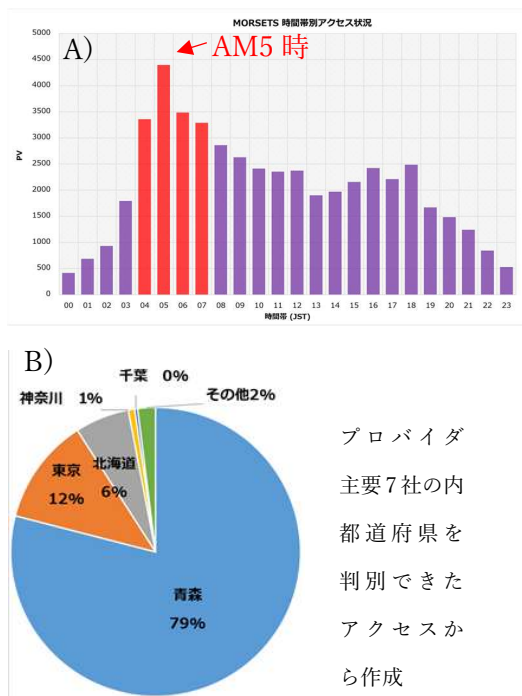 MORSETS 時間帯別アクセス状況
A)
AM5 時
5000
4500
4000
3500
3000
2500
2000
1500
1000
500
0
PV
00 01 02 03 04 05 06 07 08 09 10 11 12 13 14 15 16 17 18 19 20 21 22 23
時間帯 (JST)
B)
千葉 0%
神奈川 1%
その他2%
北海道
6%
東京
12%
青森
79%
プロバイダ
主要7社の内
都道府県を
判別できた
アクセスか
ら作成